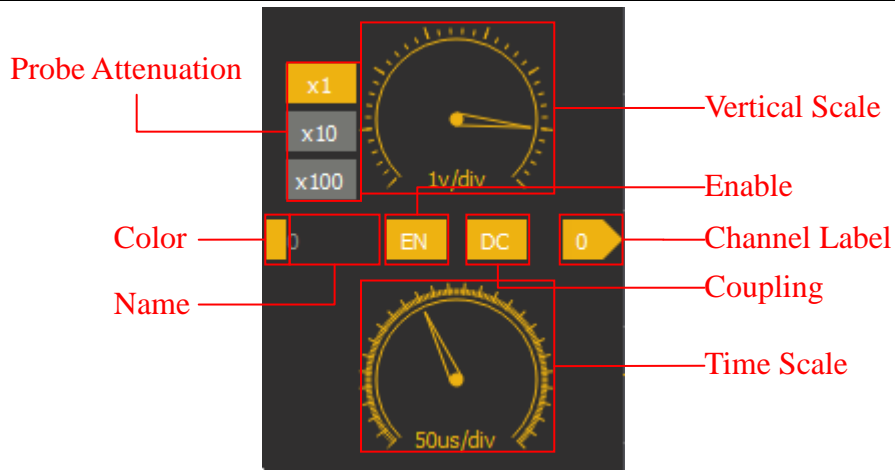 Probe Attenuation
x1
x10
x100
1v/div
Vertical Scale
Enable
Color
0
EN
DC
0
Channel Label
Name
Coupling
50us/div
Time Scale